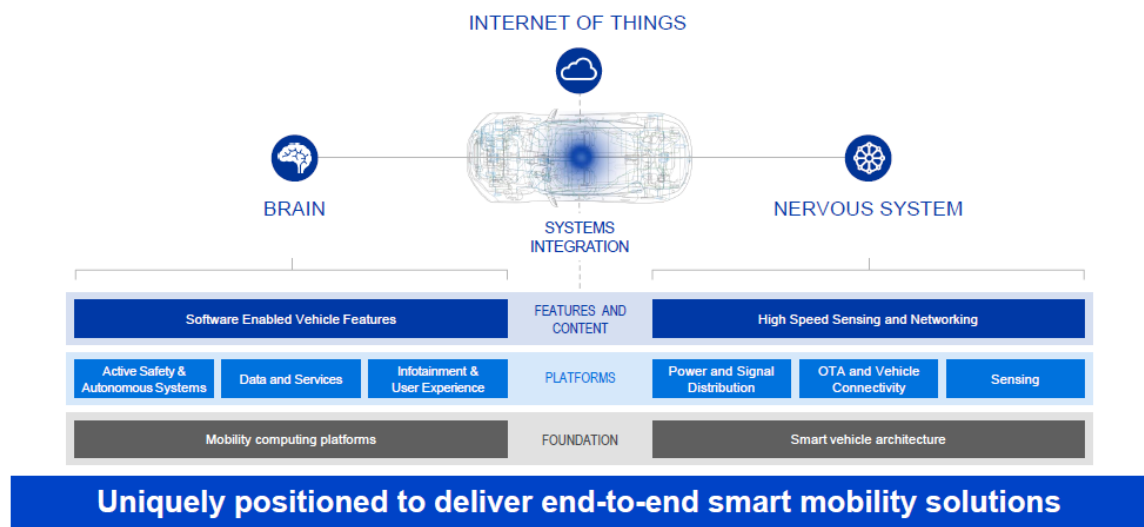 INTERNET OF THINGS
BRAIN
NERVOUS SYSTEM
SYSTEMS
INTEGRATION
Software Enabled Vehicle Features
FEATURES AND
CONTENT
High Speed Sensing and Networking
Active Safety &
Autonomous Systems
Data and Services
Infotainment &
User Experience
PLATFORMS
Power and Signal
Distribution
OTA and Vehicle
Connectivity
Sensing
Mobility computing platforms
FOUNDATION
Smart vehicle architecture
Uniquely positioned to deliver end-to-end smart mobility solutions